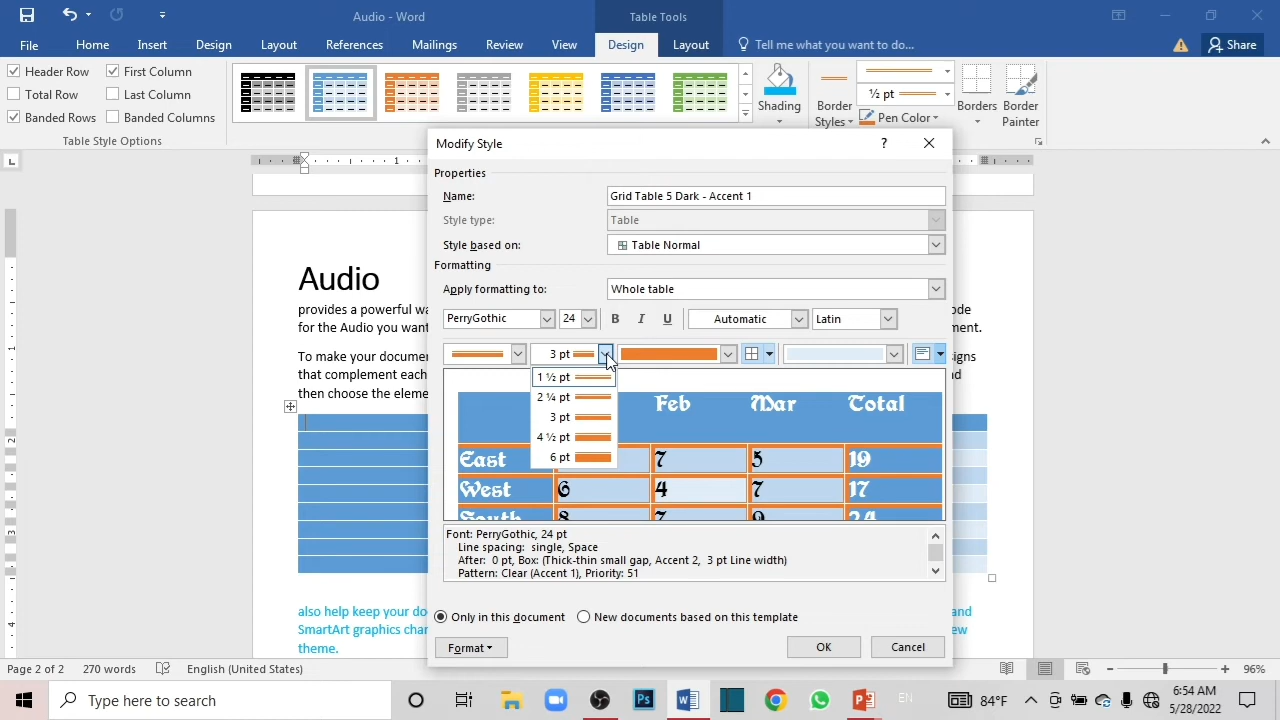 Audio - Word
Table Tools
File Home Insert Design Layout References Mailings Review View Design Layout Tell me what you want to do... Share
Header Row First Column
Total Row Last Column
Banded Rows Banded Columns
Table Style Options
Shading
Border
Styles
½ pt
Pen Color
Borders
Border
Painter
Modify Style
?
Properties
Name: Grid Table 5 Dark - Accent 1
Style type: Table
Style based on: Table Normal
Formatting
Apply formatting to: Whole table
PerryGothic 24 B I U Automatic Latin
3 pt
1 ½ pt
2 ¼ pt
3 pt
4 ½ pt
6 pt
Feb Mar Total
East 7 5 19
West 6 4 7 17
South 8 7 9 24
Font: PerryGothic, 24 pt
Line spacing: single, Space
After: 0 pt, Box: (Thick-thin small gap, Accent 2, 3 pt Line width)
Pattern: Clear (Accent 1), Priority: 51
Only in this document New documents based on this template
Format OK Cancel
Audio
provides a powerful
for the Audio you want
To make your
that complement each
then choose the
also help keep your
SmartArt graphics
theme.
Page 2 of 2 270 words English (United States) 96%
Type here to search
Ps
EN
84°F
6:54 AM
5/28/2022